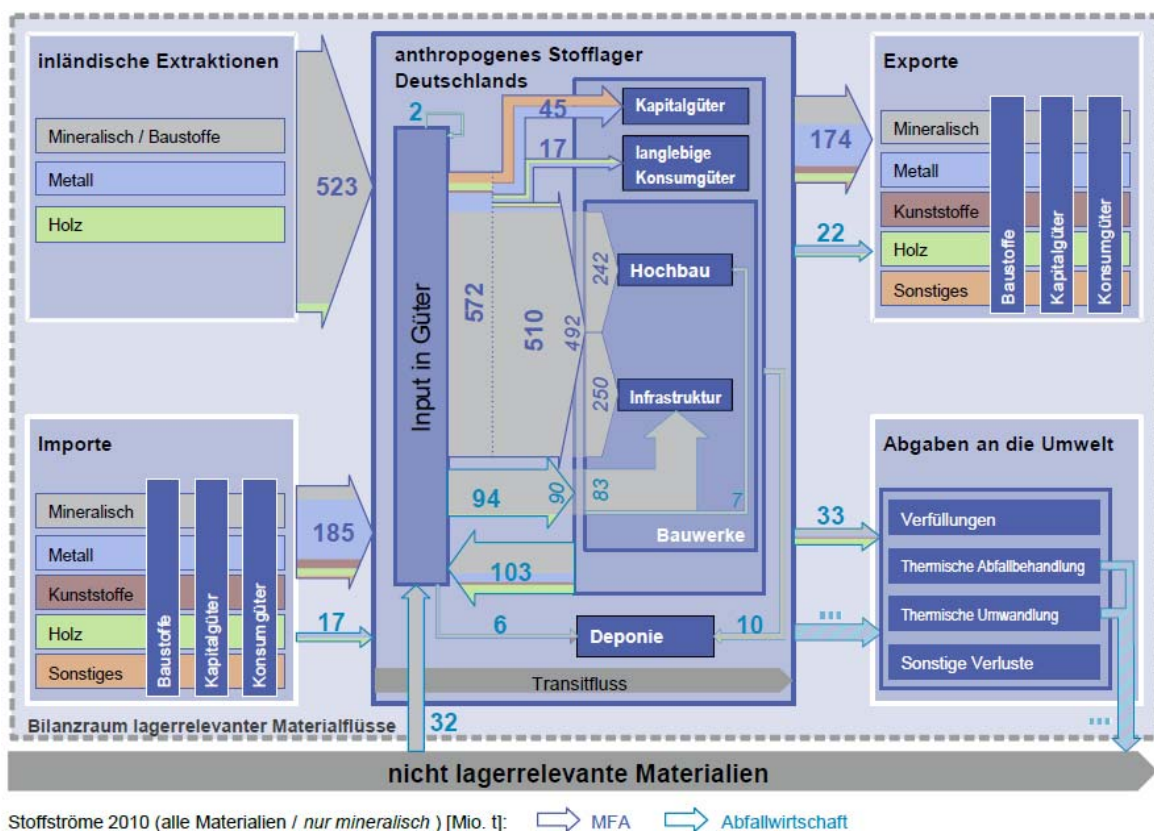 inländische Extraktionen
Mineralisch / Baustoffe
Metall
Holz
523
Importe
Mineralisch
Metall
Kunststoffe
Holz
Sonstiges
Baustoffe
Kapitalgüter
Konsumgüter
185
17
anthropogenes Stofflager
Deutschlands
2
Input in Güter
45
17
Kapitalgüter
langlebige
Konsumgüter
572
510
492
242
250
Hochbau
Infrastruktur
94
90
83
7
Bauwerke
103
6
Deponie
10
Transitfluss
174
22
Exporte
Mineralisch
Metall
Kunststoffe
Holz
Sonstiges
Baustoffe
Kapitalgüter
Konsumgüter
33
...
Abgaben an die Umwelt
Verfüllungen
Thermische Abfallbehandlung
Thermische Umwandlung
Sonstige Verluste
...
Bilanzraum lagerrelevanter Materialflüsse
32
nicht lagerrelevante Materialien
Stoffströme 2010 (alle Materialien / nur mineralisch ) [Mio. t]: MFA Abfallwirtschaft